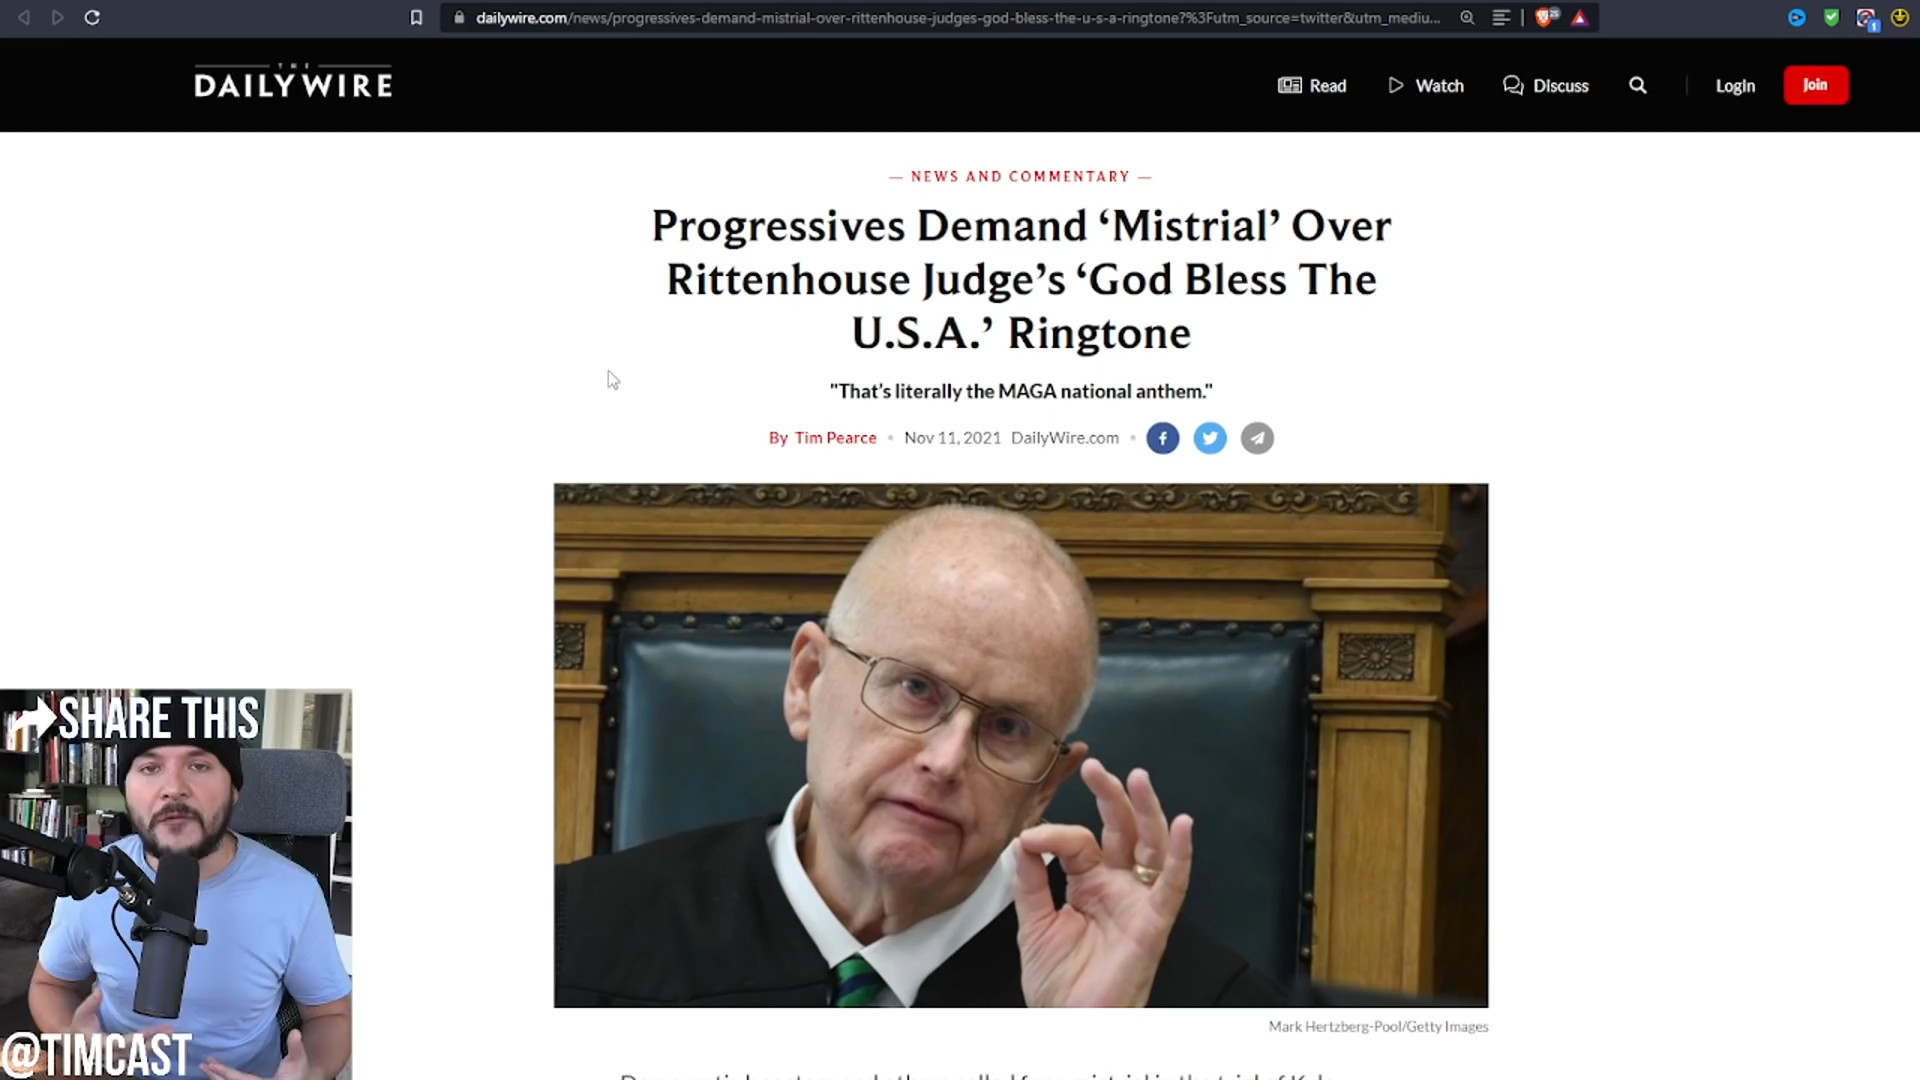 dailywire.com/news/progressives-demand-mistrial-over-rittenhouse-judges-god-bless-the-u-s-a-ringtone?%3Futm_source=twitter&utm_mediu...
THE
DAILYWIRE
Read
Watch
Discuss
Login
Join
— NEWS AND COMMENTARY —
Progressives Demand ‘Mistrial’ Over
Rittenhouse Judge’s ‘God Bless The
U.S.A.’ Ringtone
"That’s literally the MAGA national anthem."
By Tim Pearce • Nov 11, 2021 DailyWire.com •
Mark Hertzberg-Pool/Getty Images
SHARE THIS
@TIMCAST